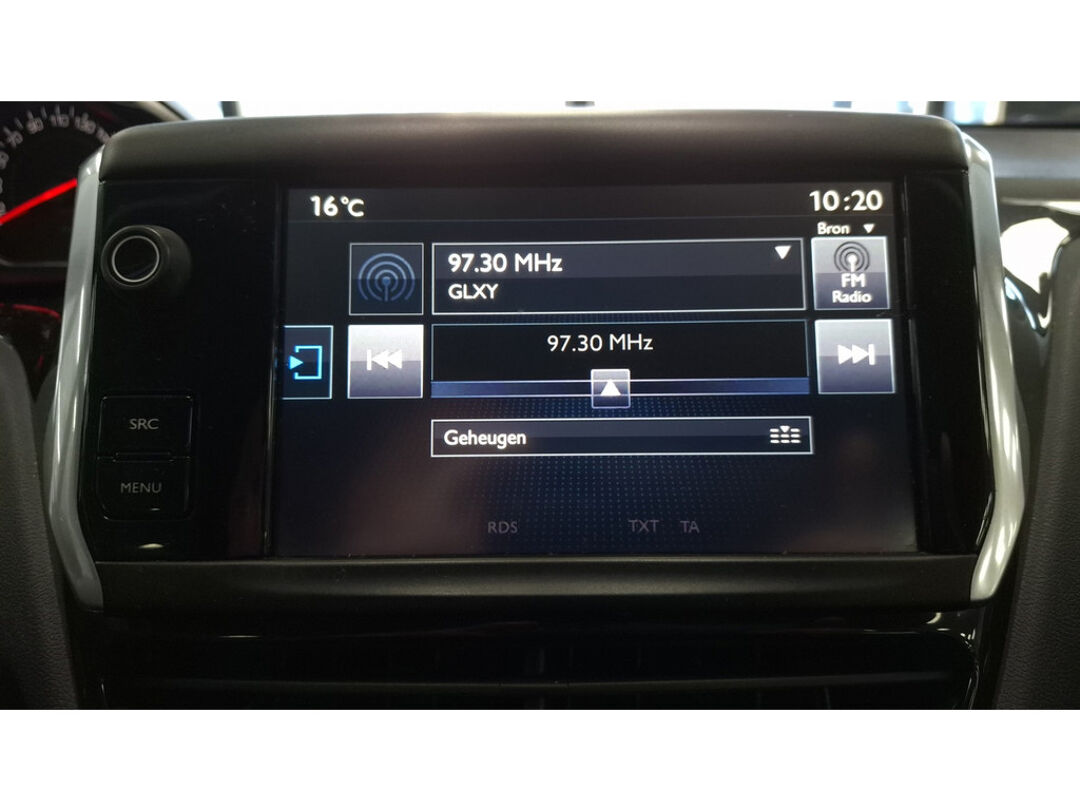 16°C
10:20
Bron
97.30 MHz
GLXY
FM
Radio
97.30 MHz
SRC
Geheugen
MENU
RDS TXT TA